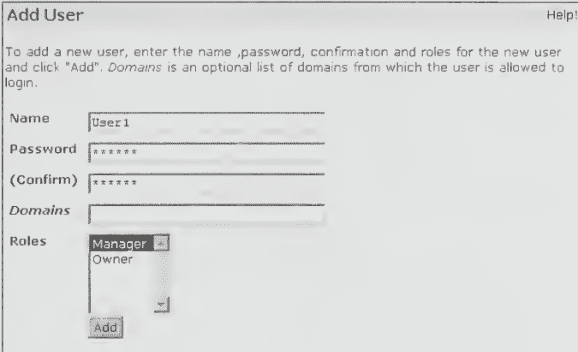 Add User Help!
To add a new user, enter the name ,password, confirmation and roles for the new user
and click "Add". Domains is an optional list of domains from which the user is allowed to
login.
Name User1
Password ******
(Confirm) ******
Domains
Roles Manager
Owner
Add